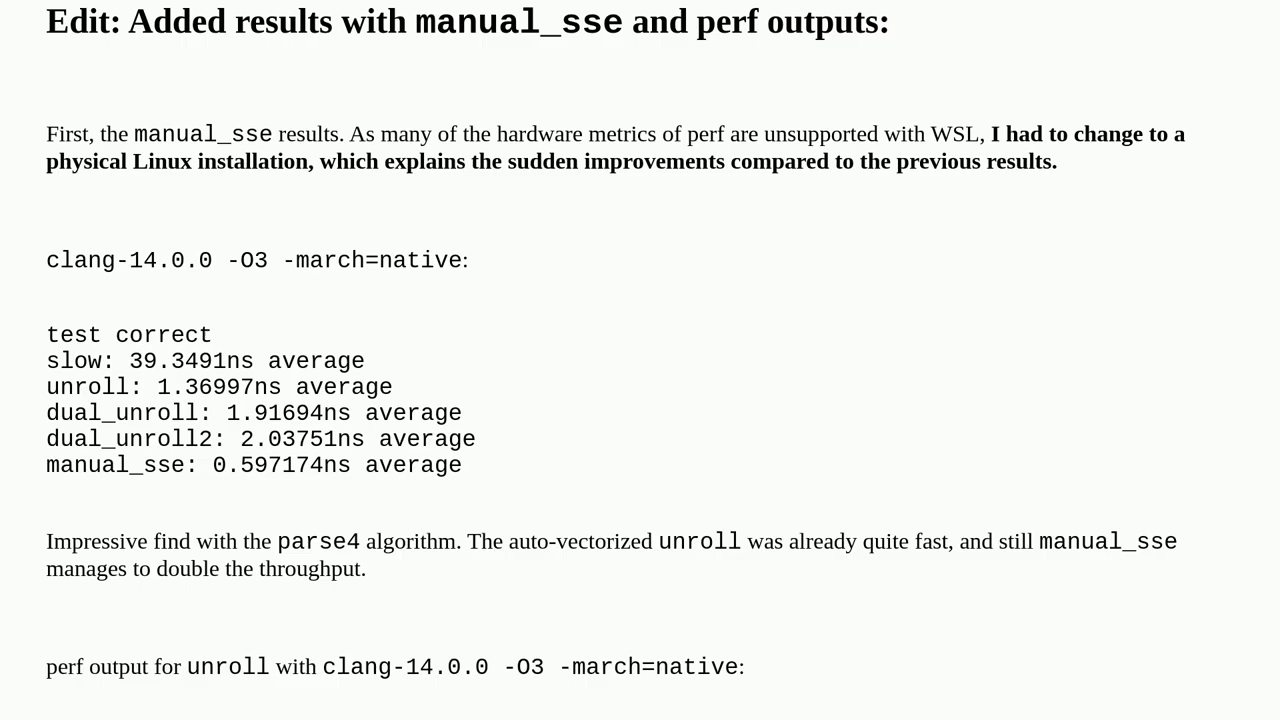 Edit: Added results with manual_sse and perf outputs:
First, the manual_sse results. As many of the hardware metrics of perf are unsupported with WSL, I had to change to a
physical Linux installation, which explains the sudden improvements compared to the previous results.
clang-14.0.0 -O3 -march=native:
test correct
slow: 39.3491ns average
unroll: 1.36997ns average
dual_unroll: 1.91694ns average
dual_unroll2: 2.03751ns average
manual_sse: 0.597174ns average
Impressive find with the parse4 algorithm. The auto-vectorized unroll was already quite fast, and still manual_sse
manages to double the throughput.
perf output for unroll with clang-14.0.0 -O3 -march=native: